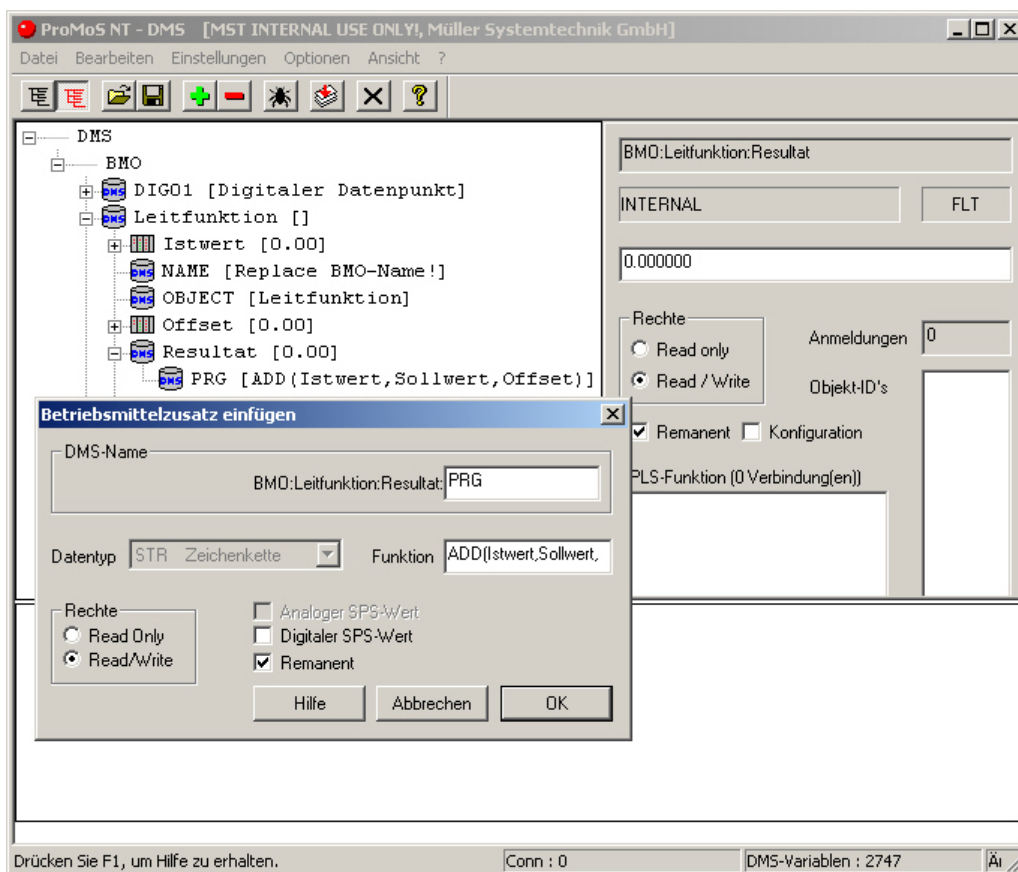 ProMoS NT - DMS [MST INTERNAL USE ONLY!, Müller Systemtechnik GmbH]
Datei Bearbeiten Einstellungen Optionen Ansicht ?
DMS
BMO
DIG01 [Digitaler Datenpunkt]
Leitfunktion []
Istwert [0.00]
NAME [Replace BMO-Name!]
OBJECT [Leitfunktion]
Offset [0.00]
Resultat [0.00]
PRG [ADD(Istwert,Sollwert,Offset)]
BMO:Leitfunktion:Resultat
INTERNAL FLT
0.000000
Rechte
Read only
Read / Write
Anmeldungen 0
Objekt-ID's
Remanent Konfiguration
PLS-Funktion (0 Verbindung(en))
Betriebsmittelzusatz einfügen
DMS-Name
BMO:Leitfunktion:Resultat: PRG
Datentyp STR Zeichenkette Funktion ADD(Istwert,Sollwert,
Rechte
Read Only
Read/Write
Analoger SPS-Wert
Digitaler SPS-Wert
Remanent
Hilfe Abbrechen OK
Drücken Sie F1, um Hilfe zu erhalten. Conn : 0 DMS-Variablen : 2747